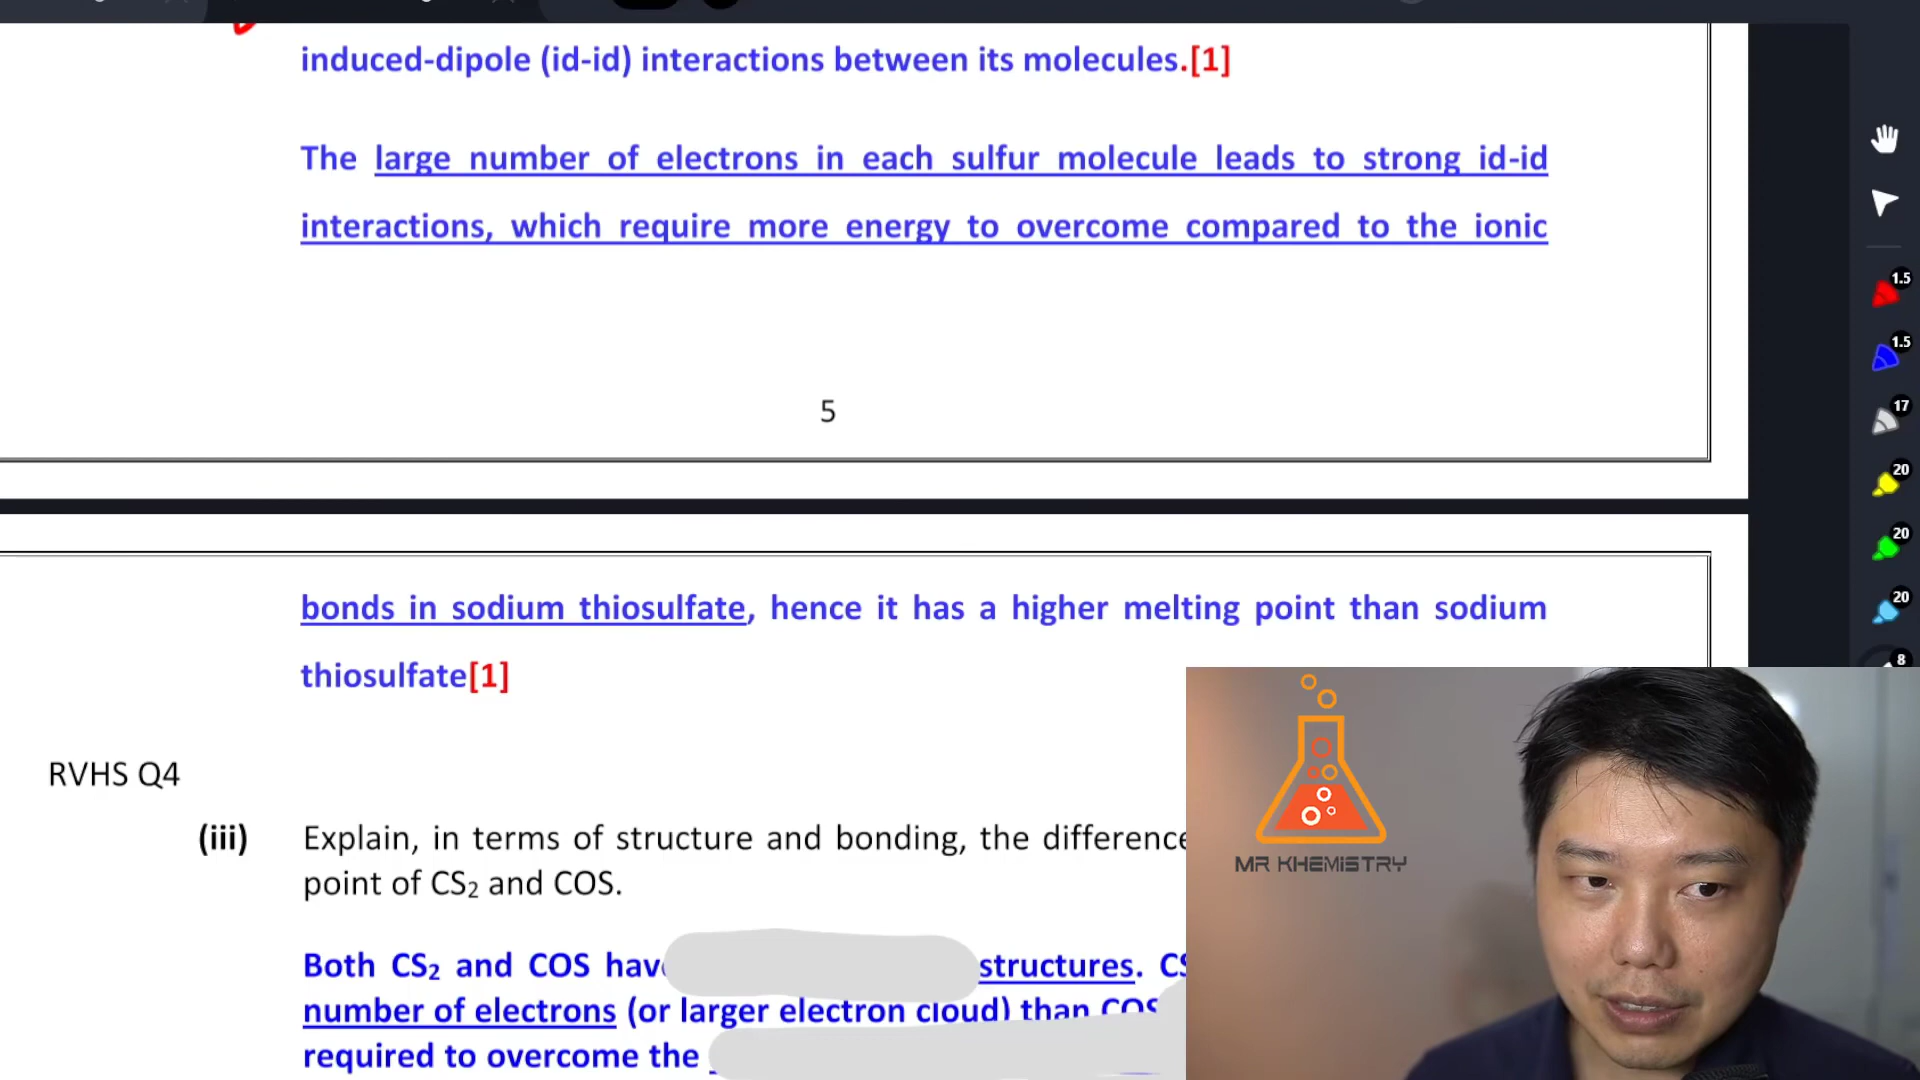 induced-dipole (id-id) interactions between its molecules.[1]
The large number of electrons in each sulfur molecule leads to strong id-id
interactions, which require more energy to overcome compared to the ionic
5
bonds in sodium thiosulfate, hence it has a higher melting point than sodium
thiosulfate[1]
RVHS Q4
(iii) Explain, in terms of structure and bonding, the difference
point of CS₂ and COS.
Both CS₂ and COS have structures. CS
number of electrons (or larger electron cloud) than COS
required to overcome the
MR KHEMISTRY
1.5
1.5
17
20
20
20
8